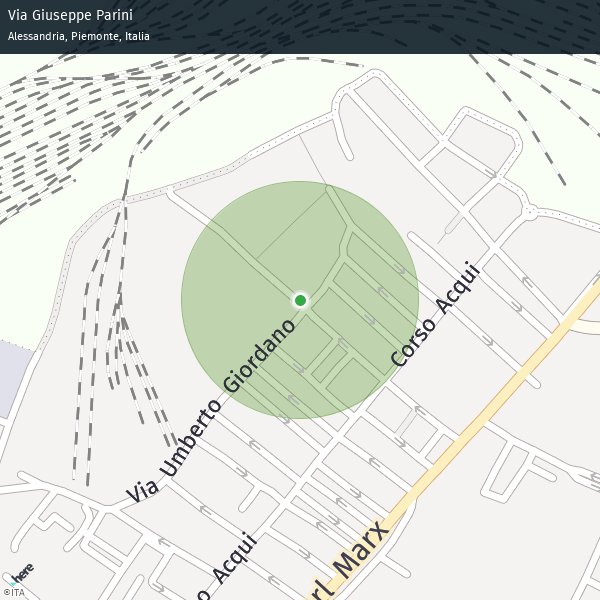 Via Giuseppe Parini
Alessandria, Piemonte, Italia
Corso Acqui
Via Umberto Giordano
o Acqui
rl Marx
here
©ITA